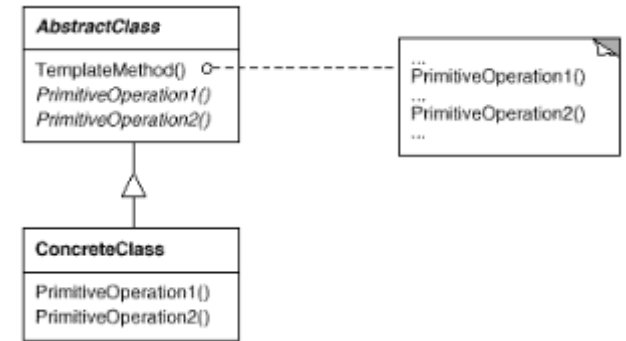 AbstractClass
TemplateMethod()
PrimitiveOperation1()
PrimitiveOperation2()
...
PrimitiveOperation1()
...
PrimitiveOperation2()
...
ConcreteClass
PrimitiveOperation1()
PrimitiveOperation2()